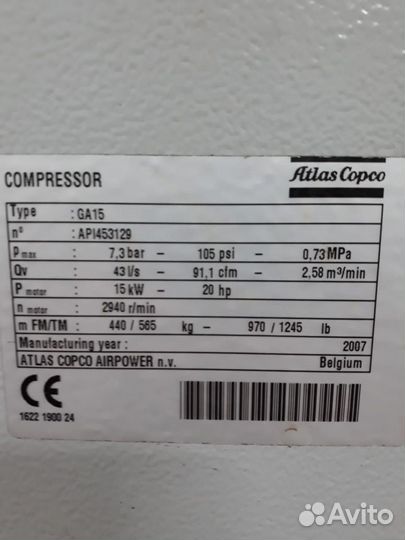 Atlas Copco
COMPRESSOR
Type : GA15
n° : API453129
P max : 7,3 bar – 105 psi – 0,73 MPa
Qv : 43 l/s – 91,1 cfm – 2,58 m³/min
P motor : 15 kW – 20 hp
n motor : 2940 r/min
m FM/TM : 440 / 565 kg – 970 / 1245 lb
Manufacturing year : 2007
ATLAS COPCO AIRPOWER n.v. Belgium
CE
1622 1900 24
Avito